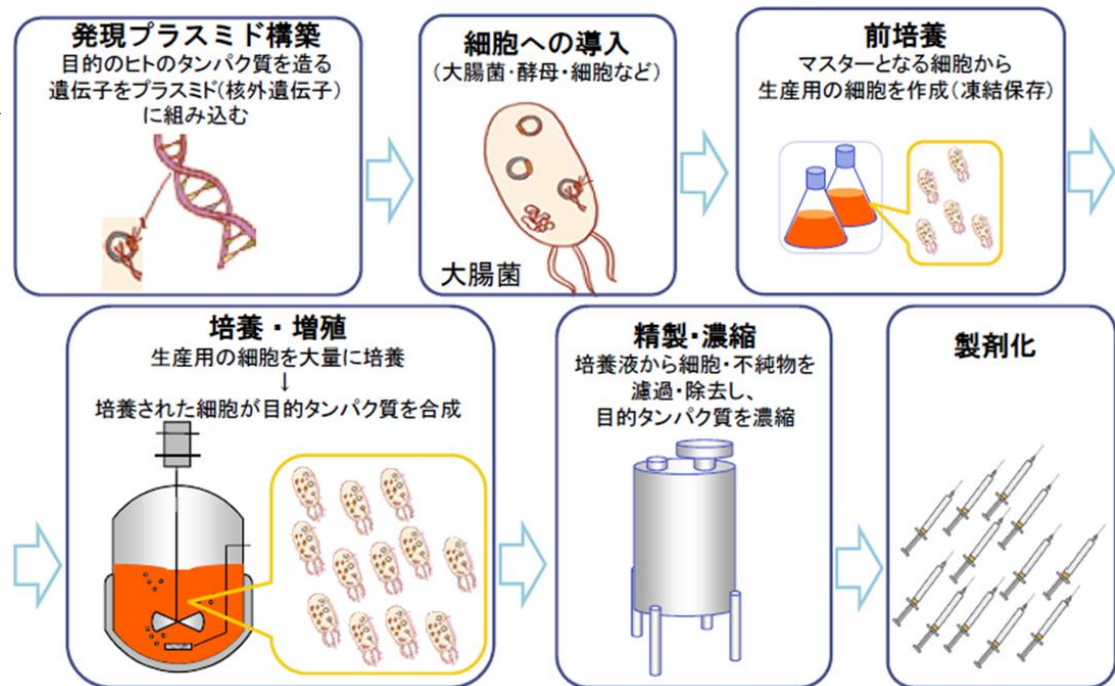 発現プラスミド構築
目的のヒトのタンパク質を造る
遺伝子をプラスミド(核外遺伝子)
に組み込む
細胞への導入
(大腸菌・酵母・細胞など)
大腸菌
前培養
マスターとなる細胞から
生産用の細胞を作成(凍結保存)
培養・増殖
生産用の細胞を大量に培養
↓
培養された細胞が目的タンパク質を合成
精製・濃縮
培養液から細胞・不純物を
濾過・除去し、
目的タンパク質を濃縮
製剤化